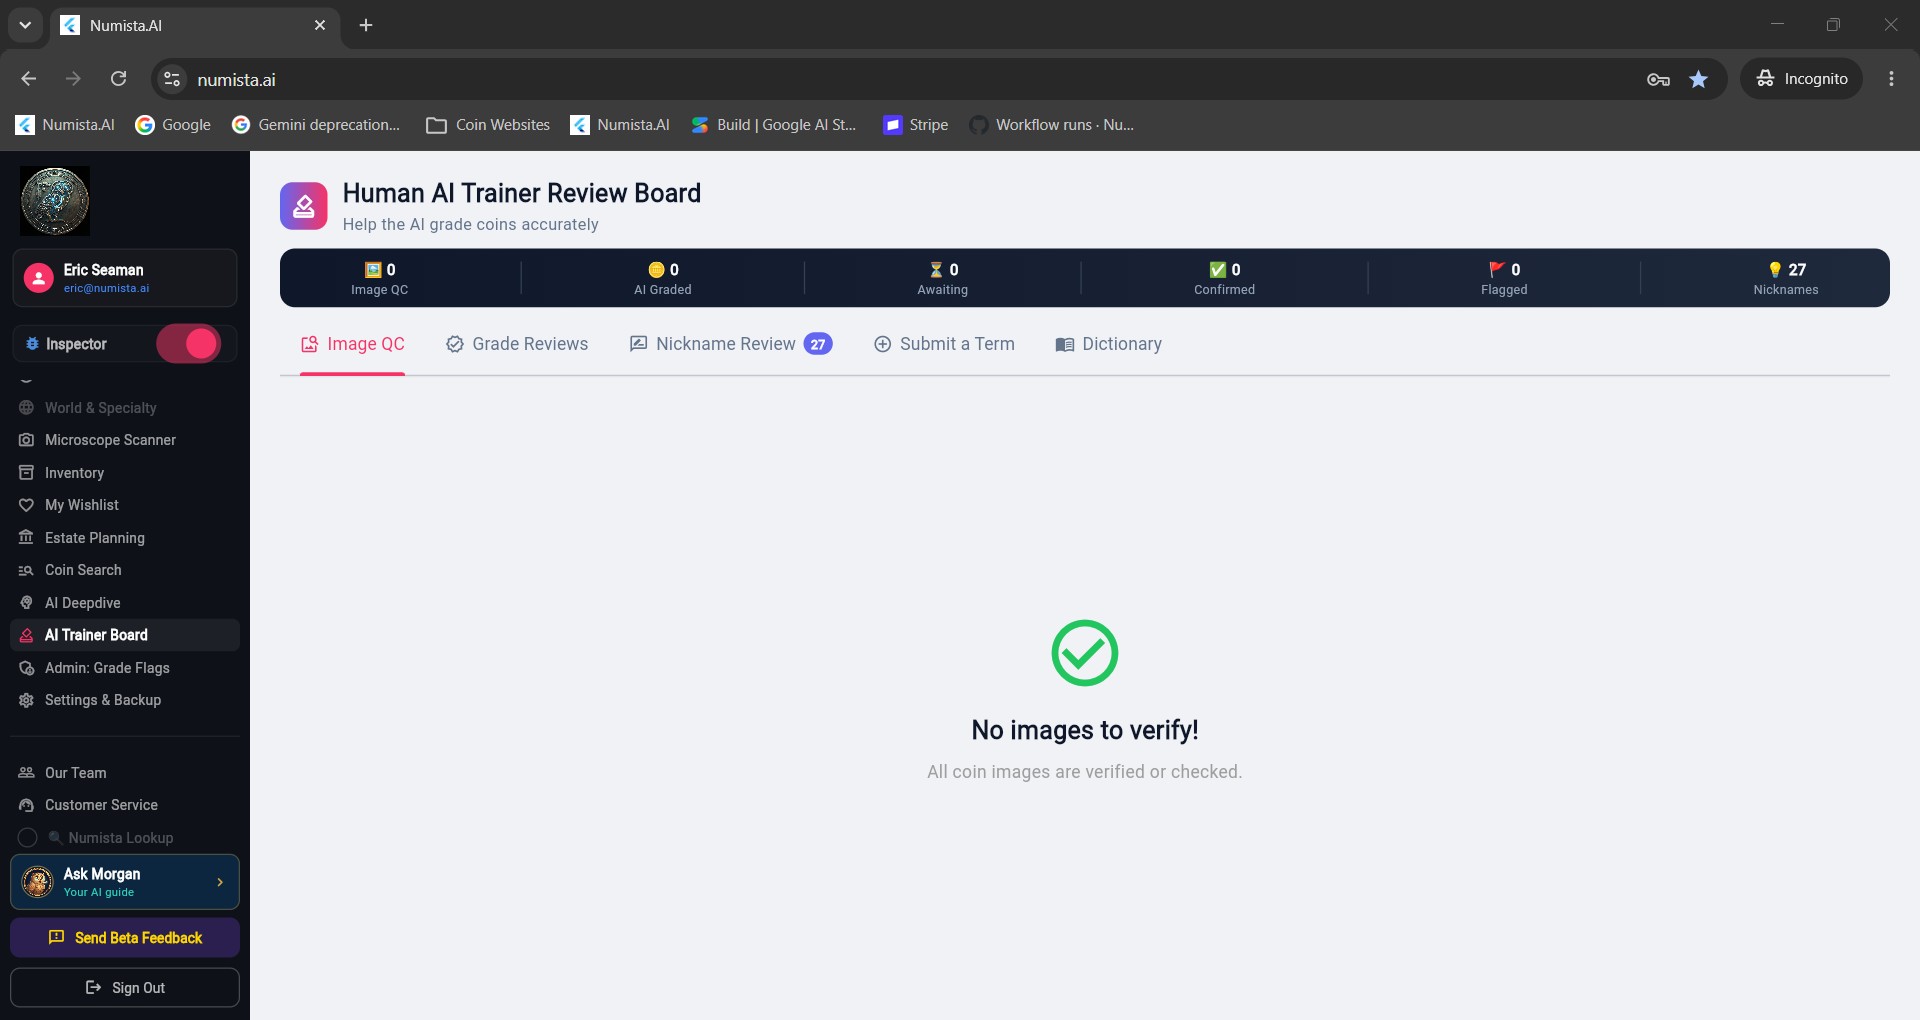 Numista.AI
numista.ai
Incognito
Numista.AI
Google
Gemini deprecation...
Coin Websites
Numista.AI
Build | Google AI St...
Stripe
Workflow runs · Nu...
Eric Seaman
eric@numista.ai
Inspector
World & Specialty
Microscope Scanner
Inventory
My Wishlist
Estate Planning
Coin Search
AI Deepdive
AI Trainer Board
Admin: Grade Flags
Settings & Backup
Our Team
Customer Service
Numista Lookup
Ask Morgan
Your AI guide
Send Beta Feedback
Sign Out
Human AI Trainer Review Board
Help the AI grade coins accurately
0
Image QC
0
AI Graded
0
Awaiting
0
Confirmed
0
Flagged
27
Nicknames
Image QC
Grade Reviews
Nickname Review 27
Submit a Term
Dictionary
No images to verify!
All coin images are verified or checked.